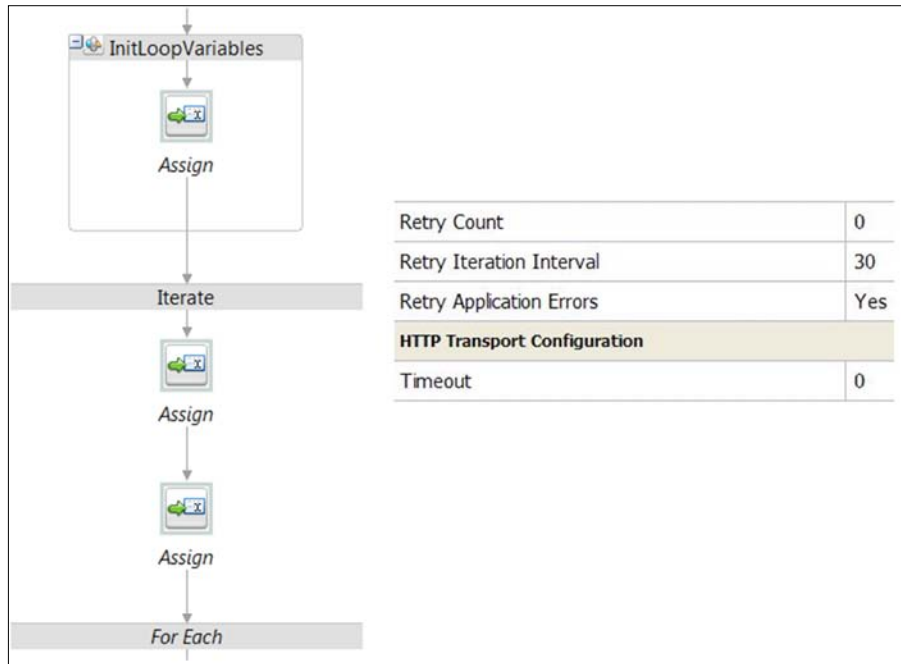 InitLoopVariables
Assign
Iterate
Assign
Assign
For Each
Retry Count 0
Retry Iteration Interval 30
Retry Application Errors Yes
HTTP Transport Configuration
Timeout 0